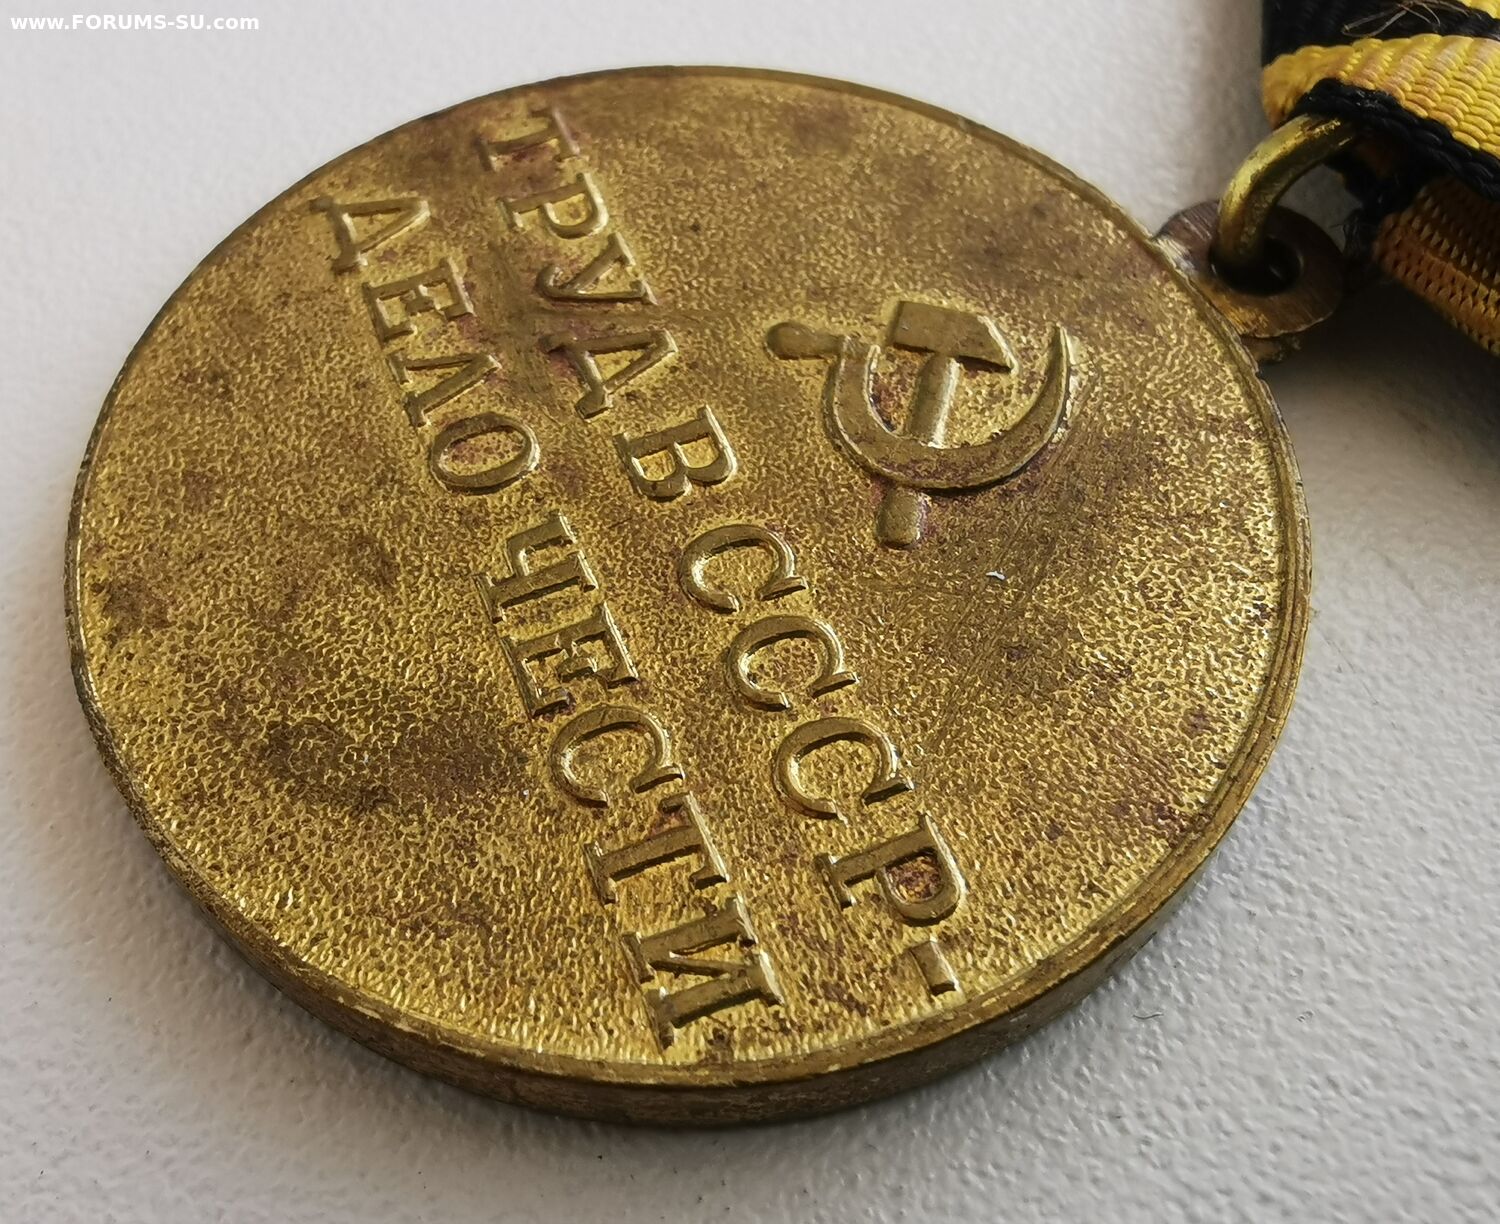 www.FORUMS-SU.com
ТРУД В СССР-
ДЕЛО ЧЕСТИ